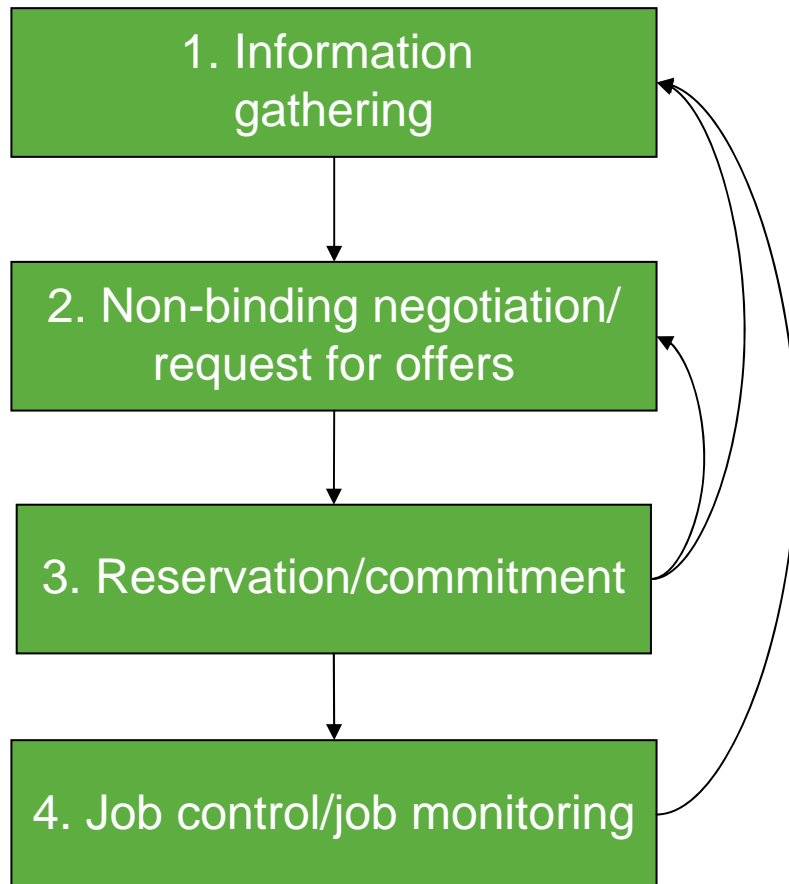 1. Information
gathering
2. Non-binding negotiation/
request for offers
3. Reservation/commitment
4. Job control/job monitoring